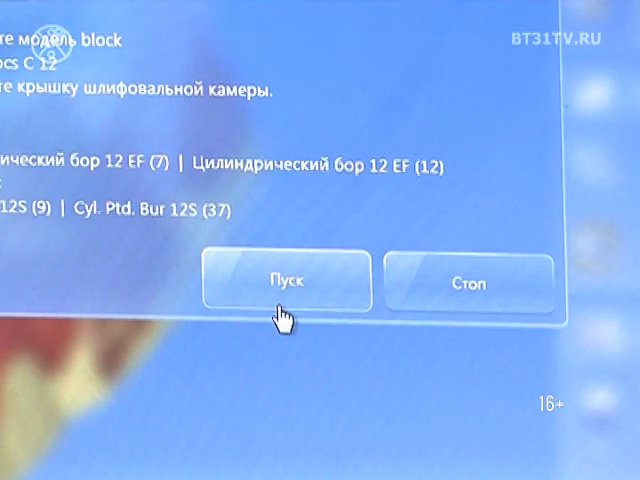 BT31TV.RU
те модель block
ocs C 12
те крышку шлифовальной камеры.
ический бор 12 EF (7) | Цилиндрический бор 12 EF (12)
12S (9) | Cyl. Ptd. Bur 12S (37)
Пуск
Стоп
16+